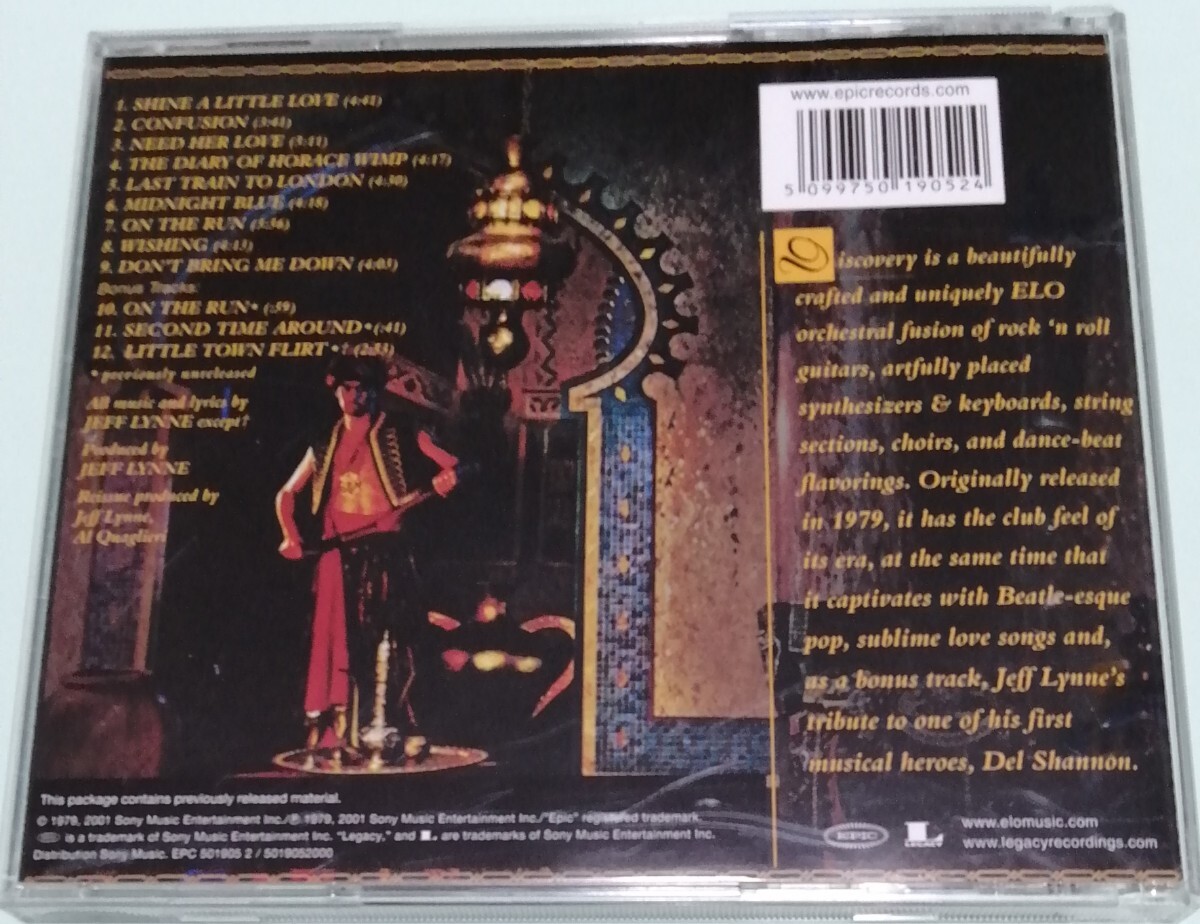 1. SHINE A LITTLE LOVE (4:41)
2. CONFUSION (3:41)
3. NEED HER LOVE (5:11)
4. THE DIARY OF HORACE WIMP (4:17)
5. LAST TRAIN TO LONDON (4:30)
6. MIDNIGHT BLUE (4:18)
7. ON THE RUN (3:56)
8. WISHING (4:13)
9. DON'T BRING ME DOWN (4:03)
Bonus Tracks:
10. ON THE RUN* (:59)
11. SECOND TIME AROUND* (:41)
12. LITTLE TOWN FLIRT *† (2:53)
* previously unreleased
All music and lyrics by
JEFF LYNNE except†
Produced by
JEFF LYNNE
Reissue produced by
Jeff Lynne,
Al Quaglieri
www.epicrecords.com
5 099750 190524
Discovery is a beautifully
crafted and uniquely ELO
orchestral fusion of rock 'n roll
guitars, artfully placed
synthesizers & keyboards, string
sections, choirs, and dance-beat
flavorings. Originally released
in 1979, it has the club feel of
its era, at the same time that
it captivates with Beatle-esque
pop, sublime love songs and,
as a bonus track, Jeff Lynne's
tribute to one of his first
musical heroes, Del Shannon.
This package contains previously released material.
© 1979, 2001 Sony Music Entertainment Inc./℗ 1979, 2001 Sony Music Entertainment Inc./"Epic" registered trademark.
is a trademark of Sony Music Entertainment Inc. "Legacy," and L. are trademarks of Sony Music Entertainment Inc.
Distribution Sony Music. EPC 501905 2 / 5019052000
EPIC
L LEGACY
www.elomusic.com
www.legacyrecordings.com